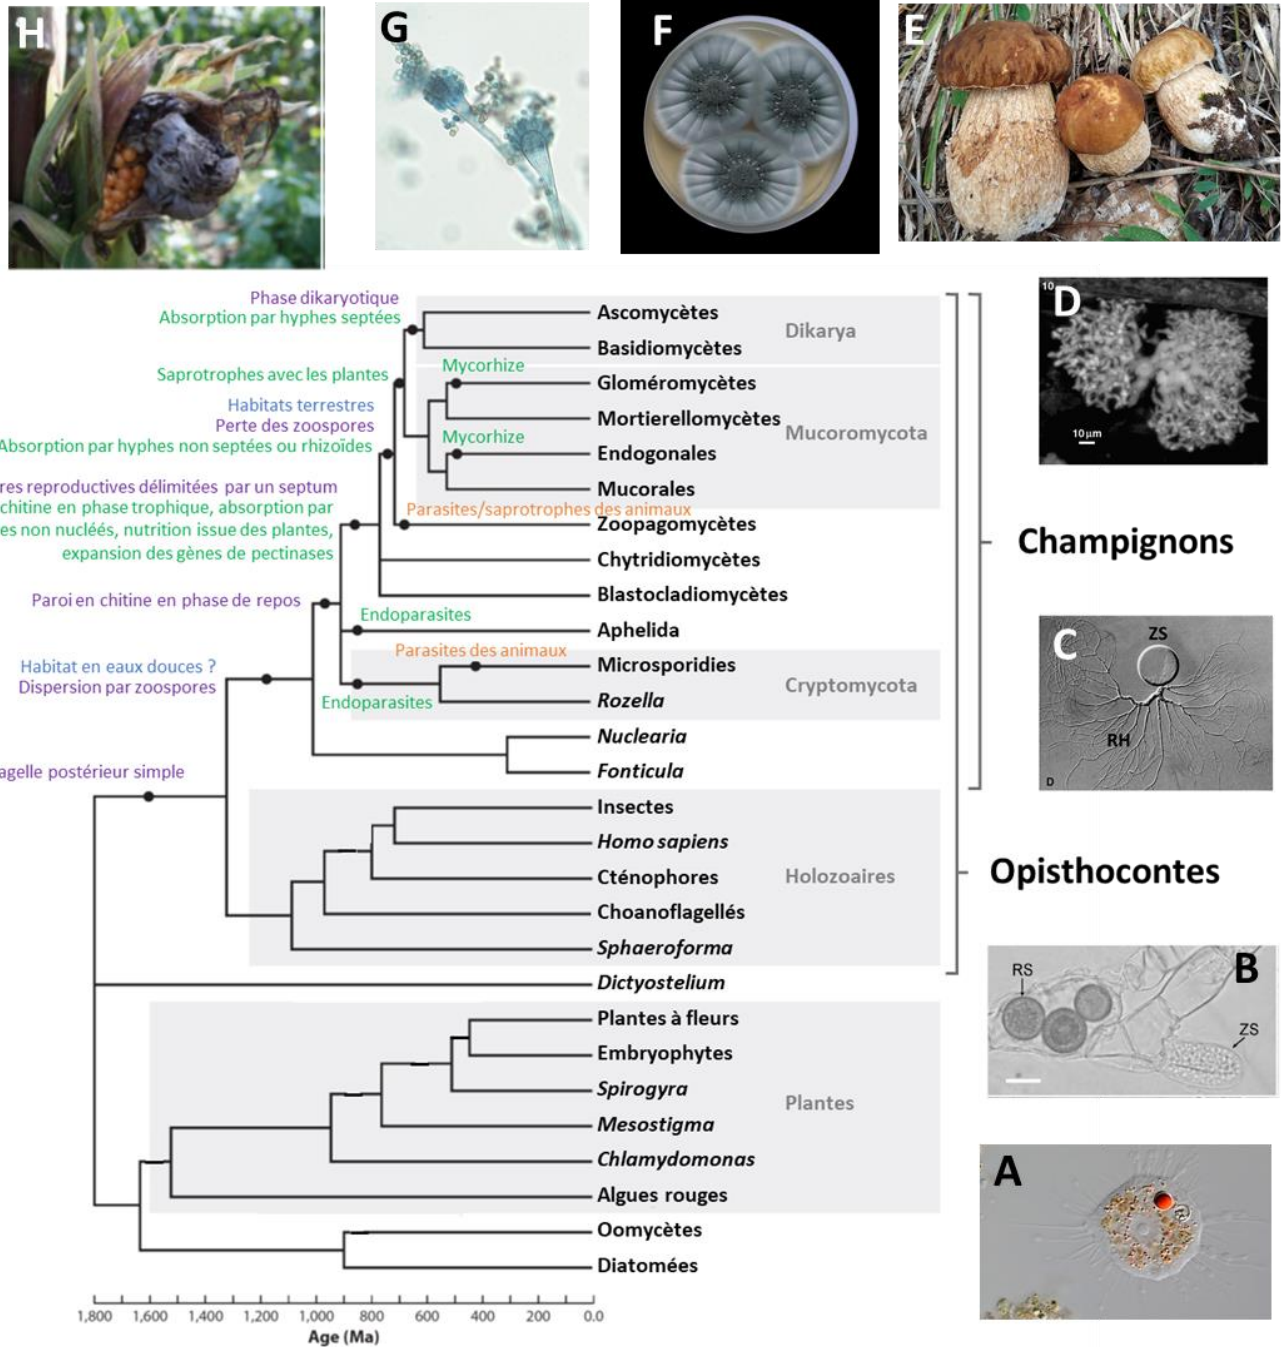 H
G
F
E
10
D
10 µm
Phase dikaryotique
Absorption par hyphes septées
Ascomycètes
Dikarya
Basidiomycètes
Mycorhize
Saprotrophes avec les plantes
Gloméromycètes
Habitats terrestres
Perte des zoospores
Mortierellomycètes
Mucoromycota
Mycorhize
Absorption par hyphes non septées ou rhizoïdes
Endogonales
Mucorales
res reproductives délimitées par un septum
chitine en phase trophique, absorption par
es non nucléés, nutrition issue des plantes,
expansion des gènes de pectinases
Parasites/saprotrophes des animaux
Zoopagomycètes
Champignons
Chytridiomycètes
Blastocladiomycètes
Paroi en chitine en phase de repos
Endoparasites
Aphelida
Parasites des animaux
Habitat en eaux douces ?
Dispersion par zoospores
Microsporidies
Cryptomycota
Endoparasites
Rozella
C
ZS
RH
D
Nuclearia
agelle postérieur simple
Fonticula
Insectes
Homo sapiens
Cténophores
Holozoaires
Opisthocontes
Choanoflagellés
Sphaeroforma
Dictyostelium
RS
B
ZS
Plantes à fleurs
Embryophytes
Spirogyra
Plantes
Mesostigma
Chlamydomonas
A
Algues rouges
Oomycètes
Diatomées
1,800 1,600 1,400 1,200 1,000 800 600 400 200 0.0
Age (Ma)